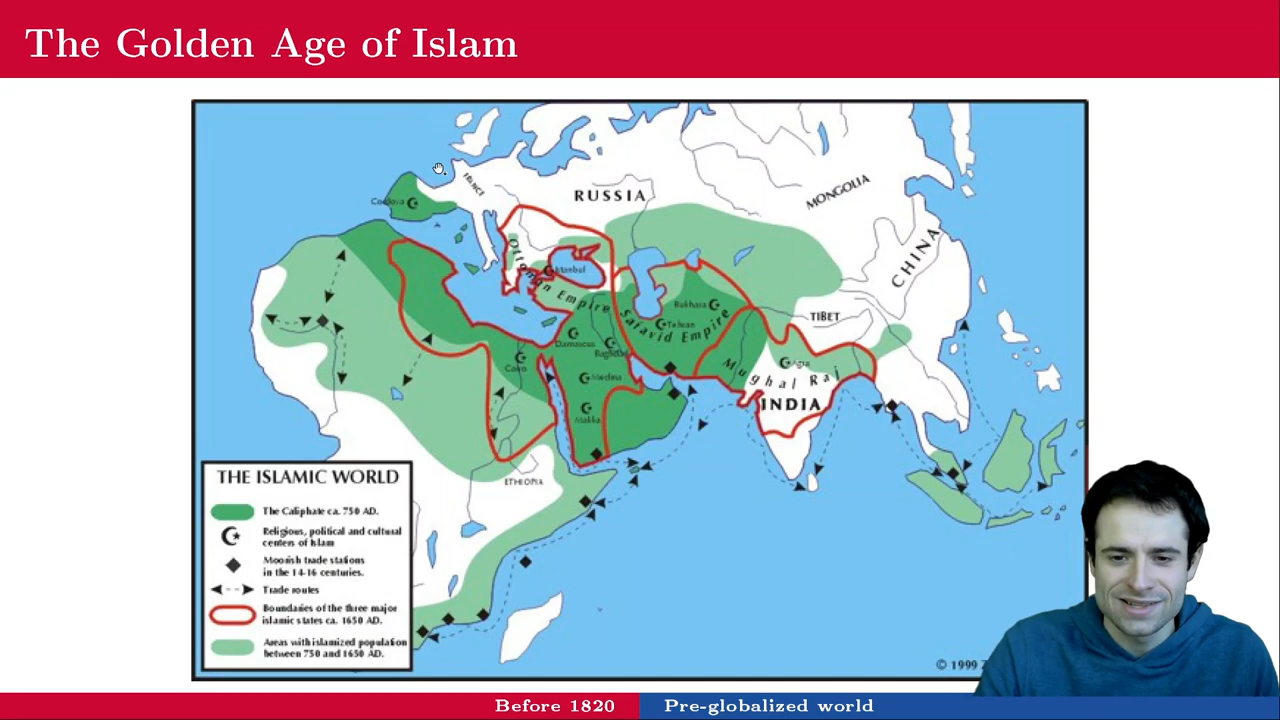 The Golden Age of Islam
RUSSIA
MONGOLIA
FRANCE
Cordova
CHINA
Istanbul
Ottoman Empire
Bukhara
TIBET
Tehran
Safavid Empire
Damascus
Baghdad
Cairo
Agra
Mughal Raj
Medina
INDIA
Makka
ETHIOPIA
THE ISLAMIC WORLD
The Caliphate ca. 750 AD.
Religious, political and cultural
centers of Islam
Moorish trade stations
in the 14-16 centuries.
Trade routes
Boundaries of the three major
islamic states ca. 1650 AD.
Areas with islamized population
between 750 and 1650 AD.
© 1999
Before 1820
Pre-globalized world